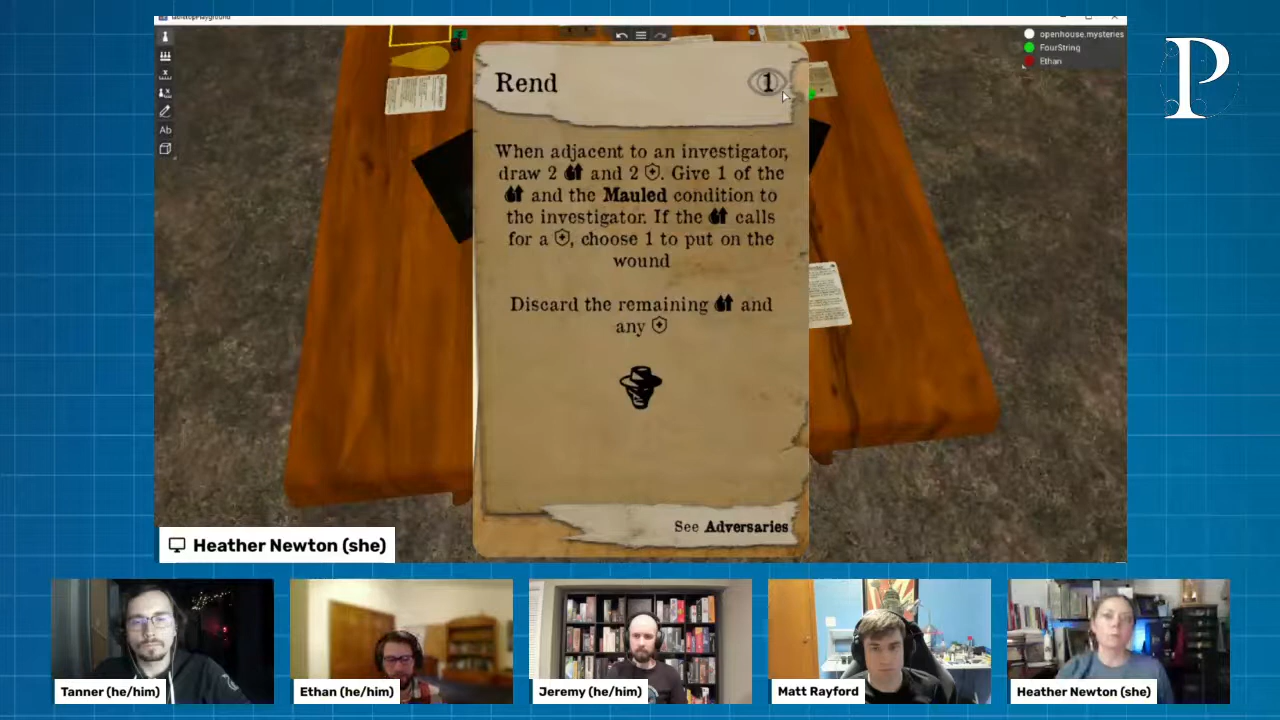 TabletopPlayground
openhouse.mysteries
FourString
Ethan
P
Ab
Rend
1
When adjacent to an investigator,
draw 2 and 2 . Give 1 of the
and the Mauled condition to
the investigator. If the calls
for a , choose 1 to put on the
wound
Discard the remaining and
any
See Adversaries
Heather Newton (she)
Tanner (he/him)
Ethan (he/him)
Jeremy (he/him)
Matt Rayford
Heather Newton (she)